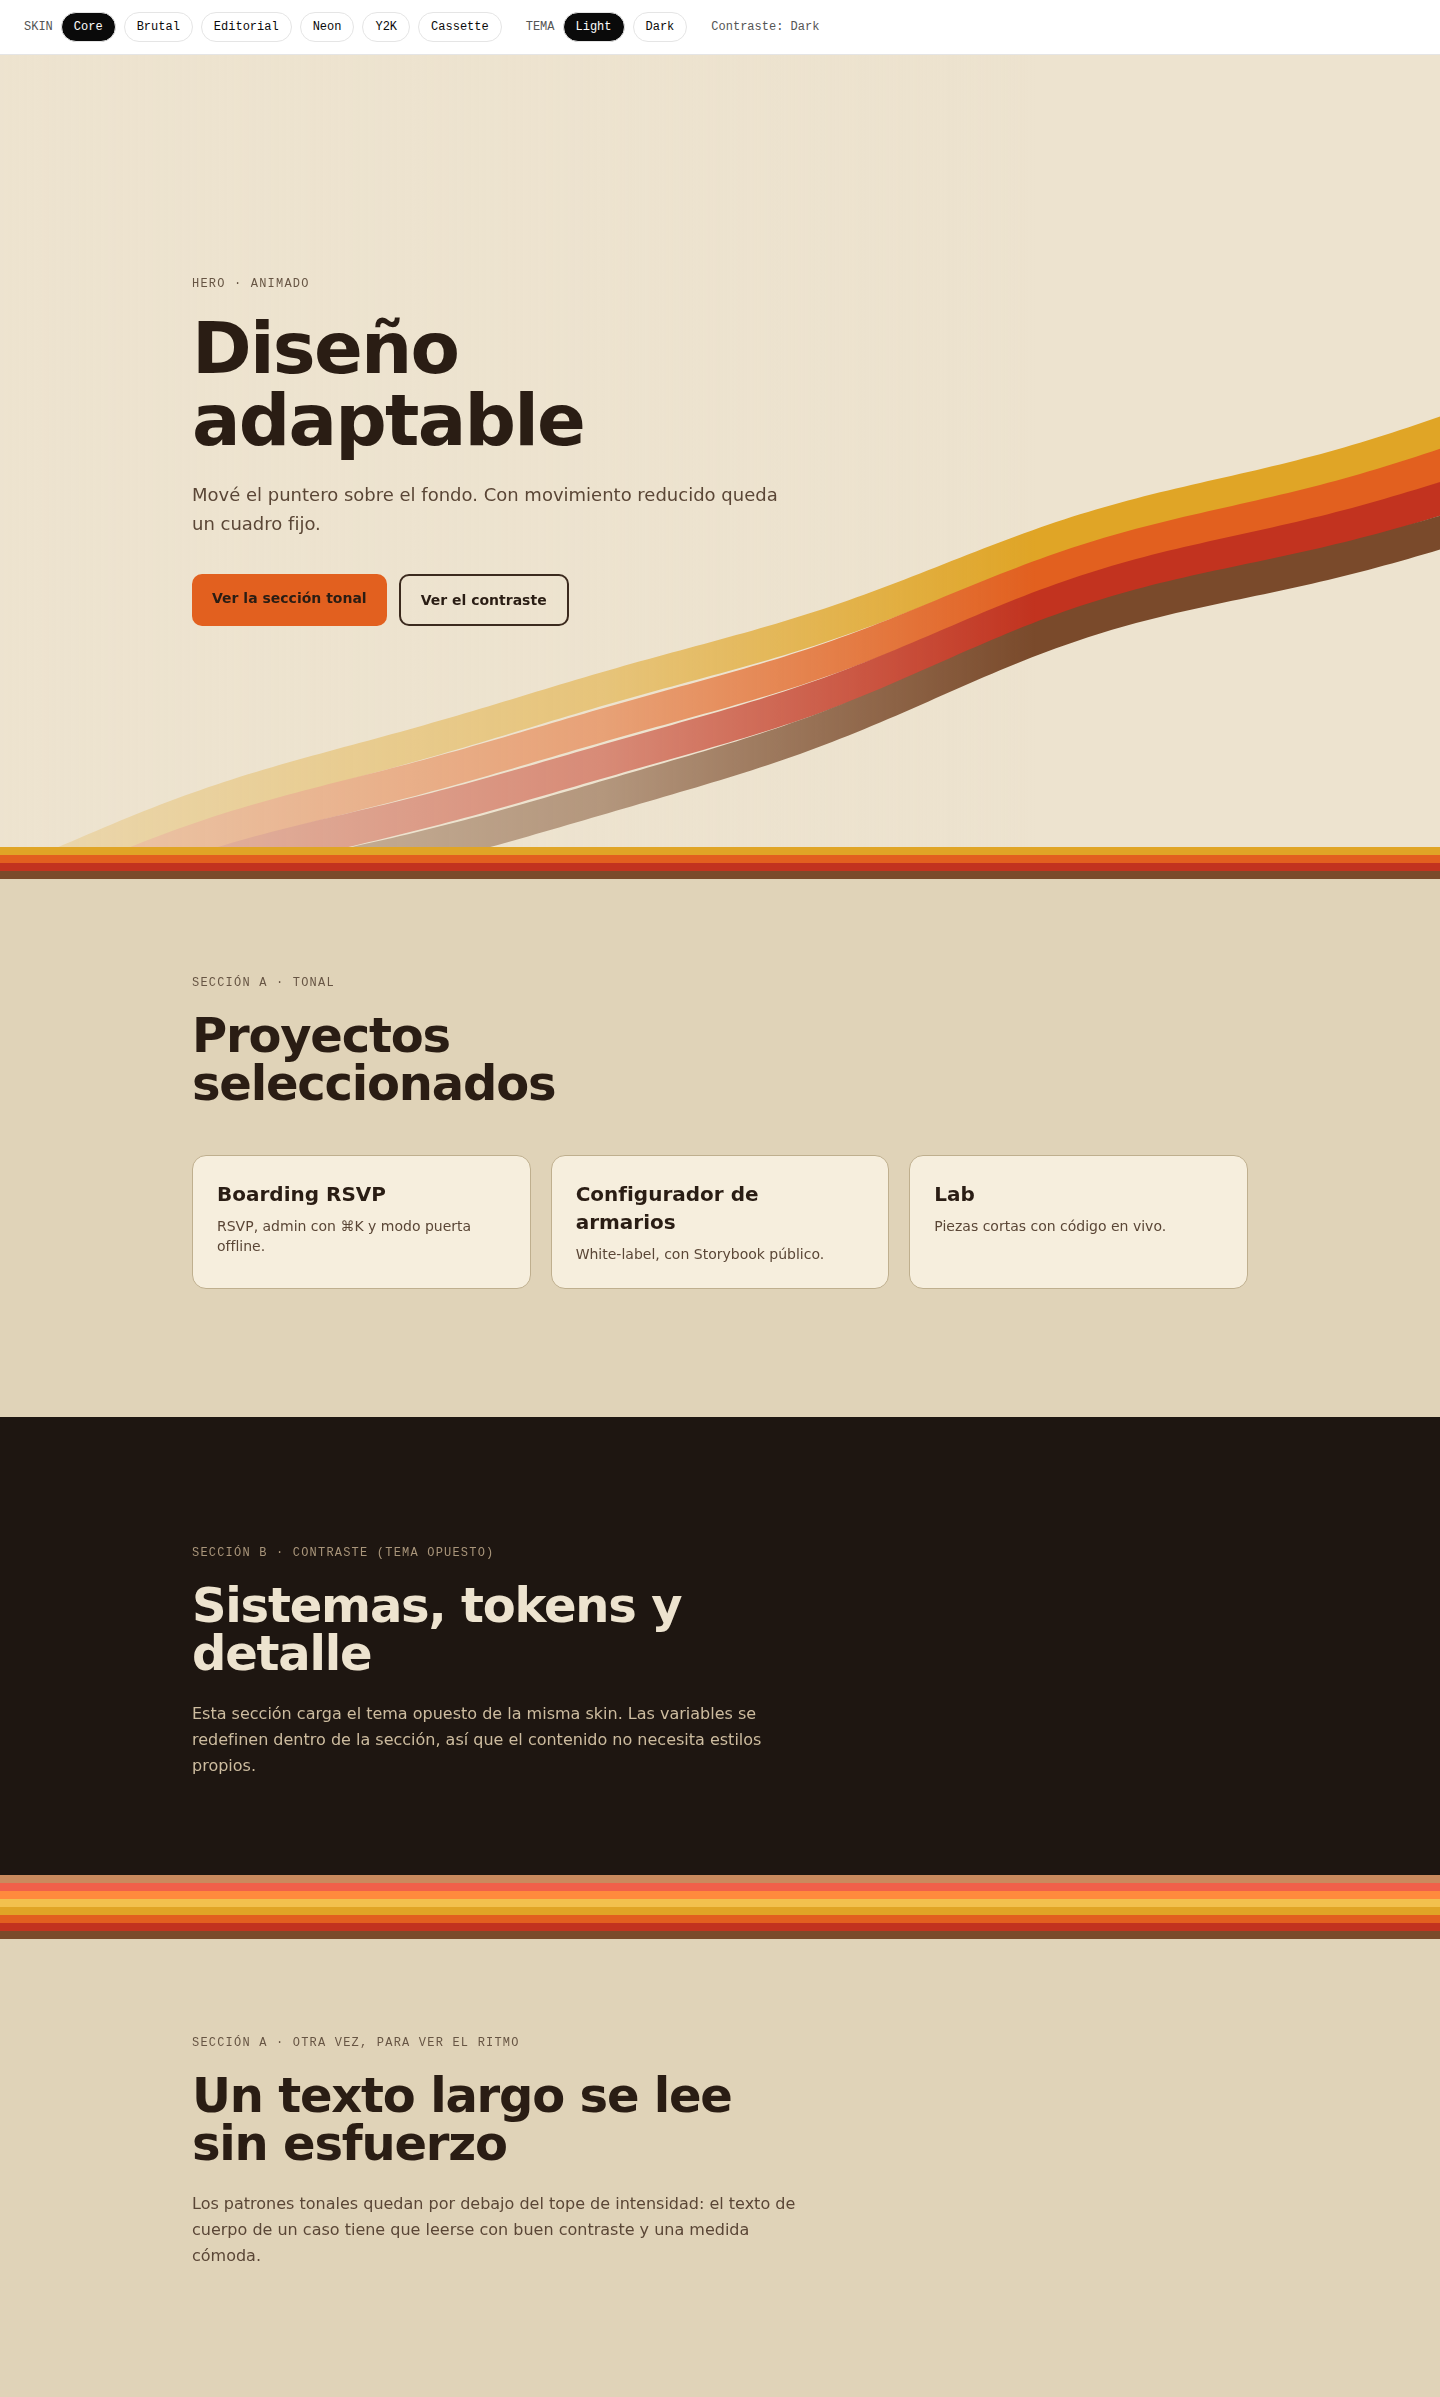 SKIN Core Brutal Editorial Neon Y2K Cassette TEMA Light Dark Contraste: Dark
HERO · ANIMADO
Diseño
adaptable
Mové el puntero sobre el fondo. Con movimiento reducido queda
un cuadro fijo.
Ver la sección tonal Ver el contraste
SECCIÓN A · TONAL
Proyectos
seleccionados
Boarding RSVP
RSVP, admin con ⌘K y modo puerta
offline.
Configurador de
armarios
White-label, con Storybook público.
Lab
Piezas cortas con código en vivo.
SECCIÓN B · CONTRASTE (TEMA OPUESTO)
Sistemas, tokens y
detalle
Esta sección carga el tema opuesto de la misma skin. Las variables se
redefinen dentro de la sección, así que el contenido no necesita estilos
propios.
SECCIÓN A · OTRA VEZ, PARA VER EL RITMO
Un texto largo se lee
sin esfuerzo
Los patrones tonales quedan por debajo del tope de intensidad: el texto de
cuerpo de un caso tiene que leerse con buen contraste y una medida
cómoda.